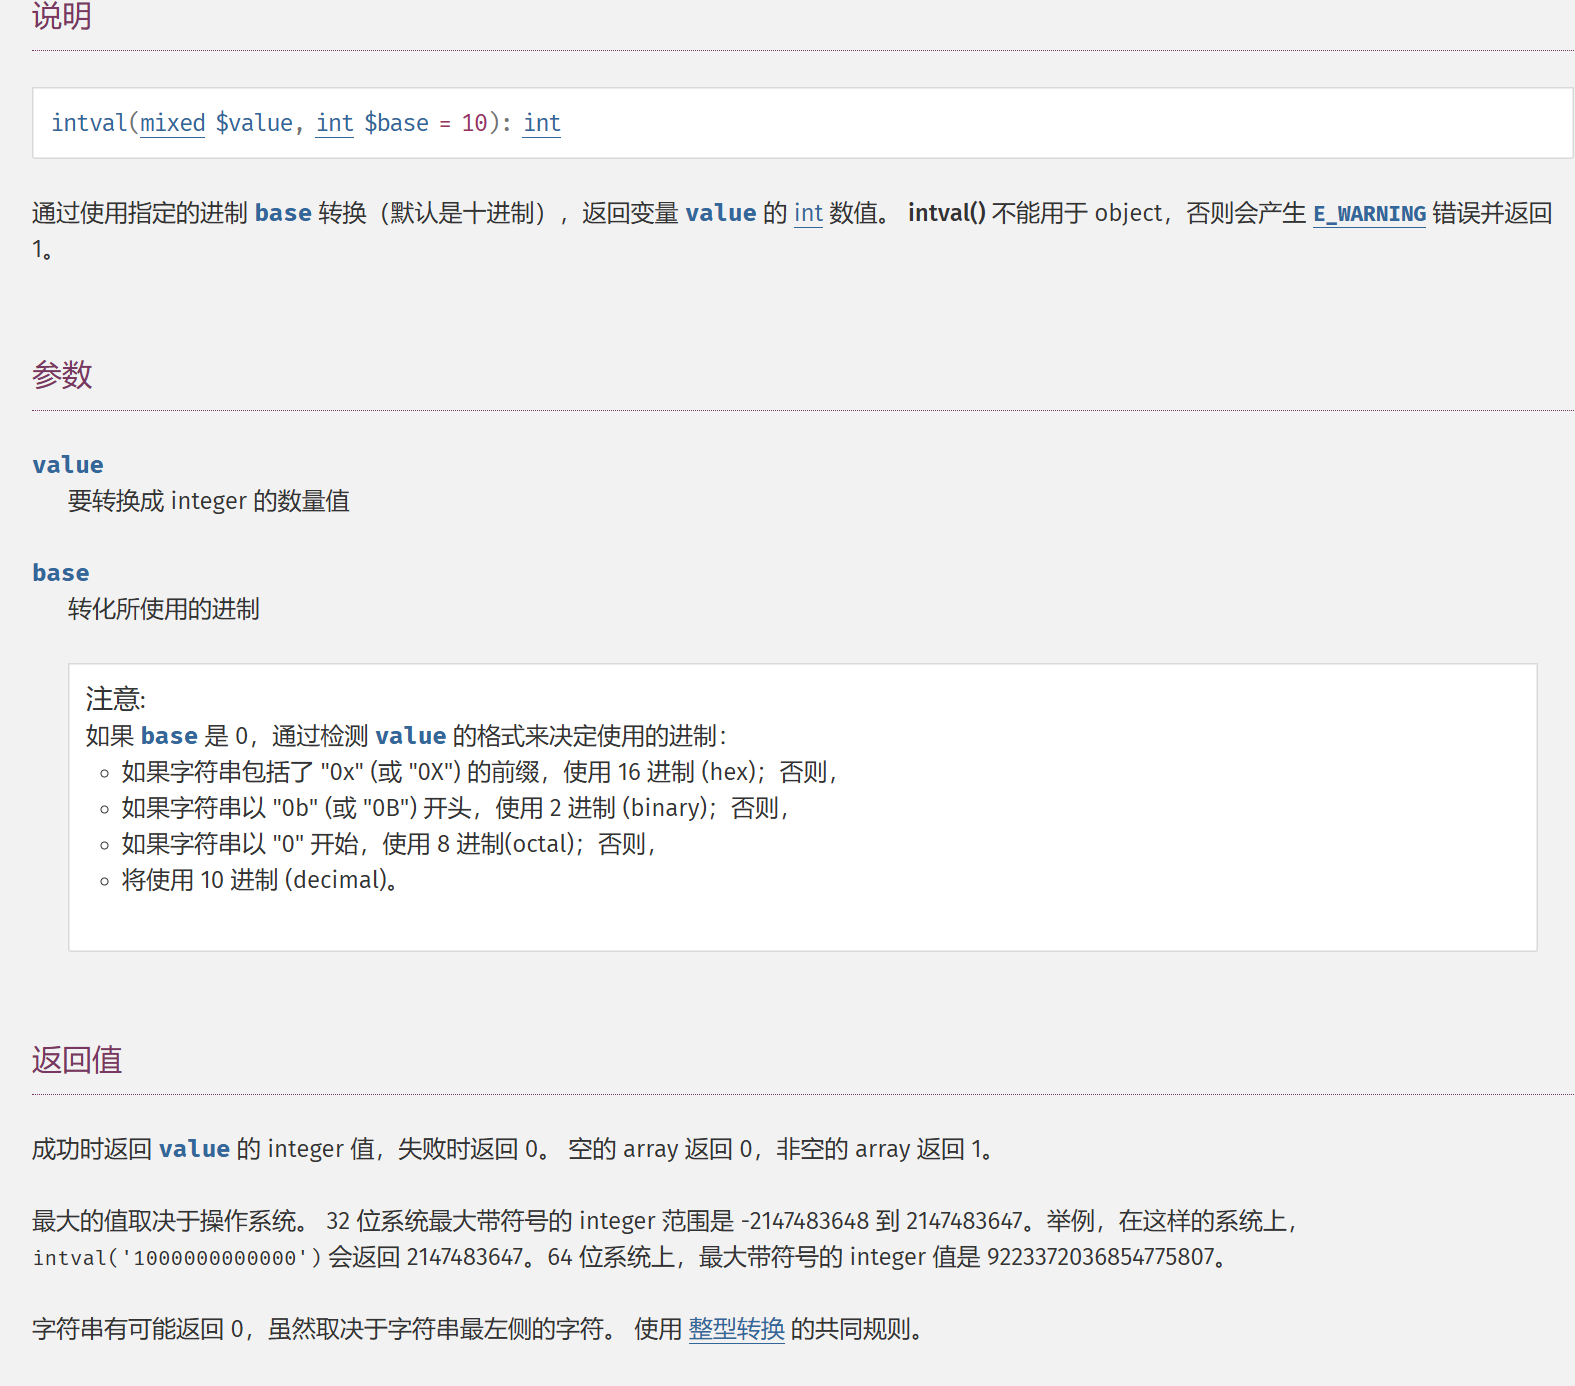 说明
intval(mixed $value, int $base = 10): int
通过使用指定的进制 base 转换（默认是十进制），返回变量 value 的 int 数值。 intval() 不能用于 object，否则会产生 E_WARNING 错误并返回
1。
参数
value
要转换成 integer 的数量值
base
转化所使用的进制
注意:
如果 base 是 0，通过检测 value 的格式来决定使用的进制：
如果字符串包括了 "0x" (或 "0X") 的前缀，使用 16 进制 (hex)；否则，
如果字符串以 "0b" (或 "0B") 开头，使用 2 进制 (binary)；否则，
如果字符串以 "0" 开始，使用 8 进制(octal)；否则，
将使用 10 进制 (decimal)。
返回值
成功时返回 value 的 integer 值，失败时返回 0。 空的 array 返回 0，非空的 array 返回 1。
最大的值取决于操作系统。 32 位系统最大带符号的 integer 范围是 -2147483648 到 2147483647。举例，在这样的系统上，
intval('1000000000000') 会返回 2147483647。64 位系统上，最大带符号的 integer 值是 9223372036854775807。
字符串有可能返回 0，虽然取决于字符串最左侧的字符。 使用 整型转换 的共同规则。